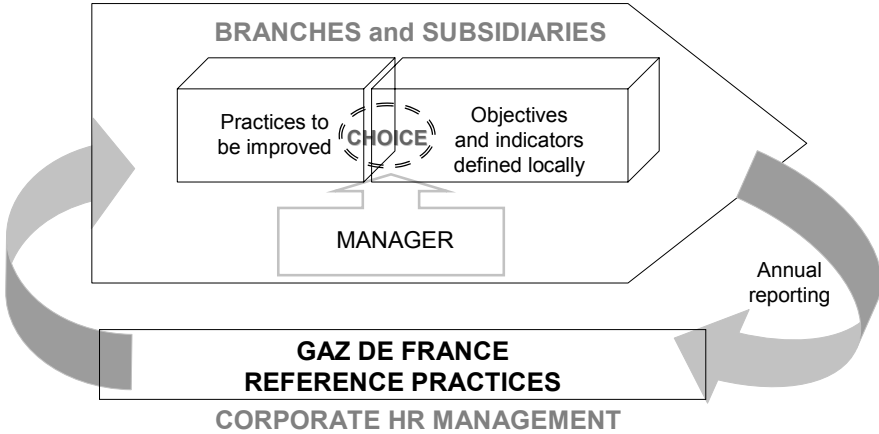 BRANCHES and SUBSIDIARIES
Practices to
be improved
CHOICE
Objectives
and indicators
defined locally
MANAGER
Annual
reporting
GAZ DE FRANCE
REFERENCE PRACTICES
CORPORATE HR MANAGEMENT